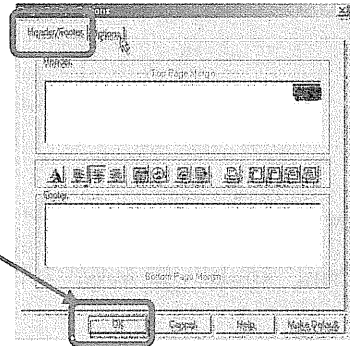 Header/Footer Options
Header
Top Page Margin
A
Footer
Bottom Page Margin
OK Cancel Help Make Default